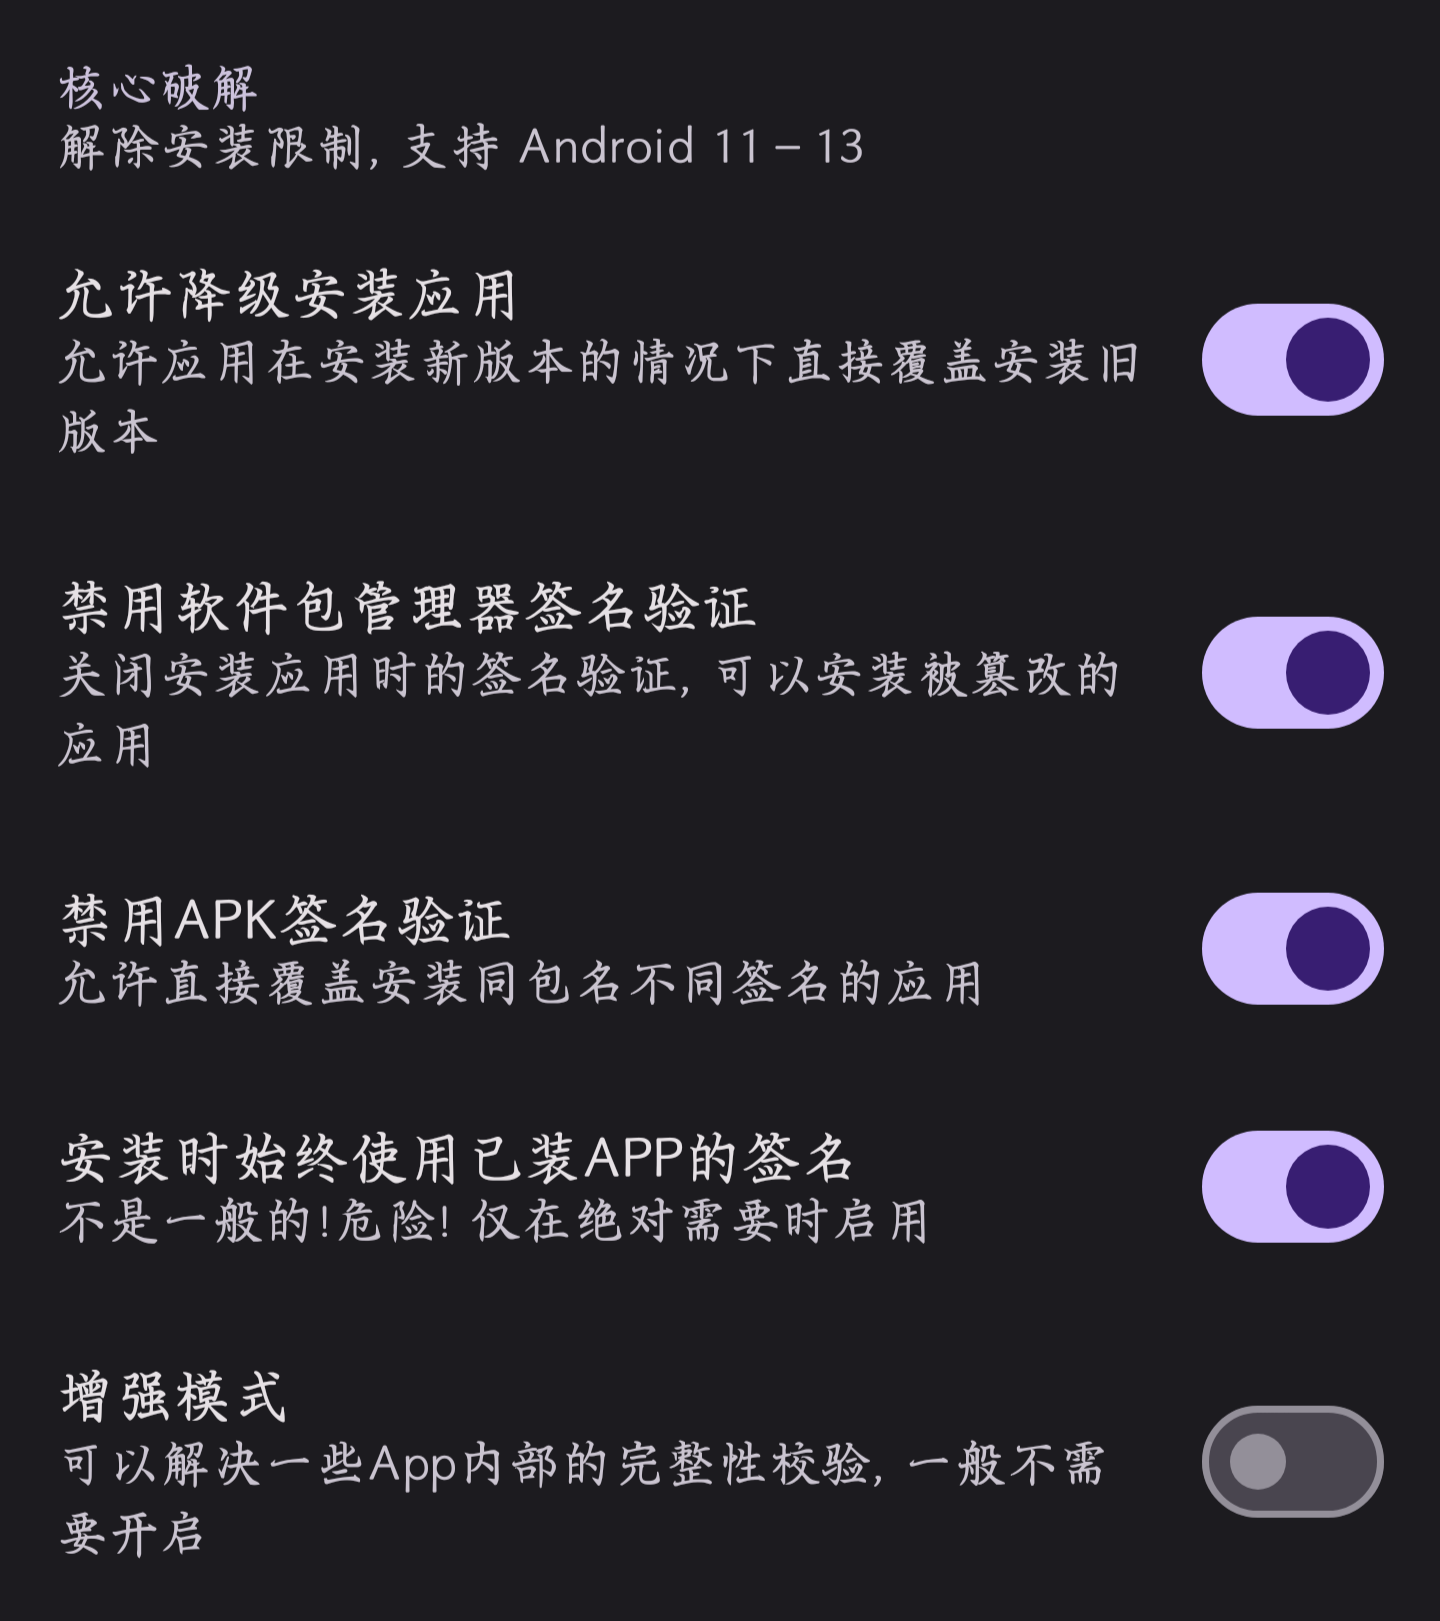 核心破解
解除安装限制, 支持 Android 11 – 13
允许降级安装应用
允许应用在安装新版本的情况下直接覆盖安装旧
版本
禁用软件包管理器签名验证
关闭安装应用时的签名验证, 可以安装被篡改的
应用
禁用APK签名验证
允许直接覆盖安装同包名不同签名的应用
安装时始终使用已装APP的签名
不是一般的!危险! 仅在绝对需要时启用
增强模式
可以解决一些App内部的完整性校验, 一般不需
要开启